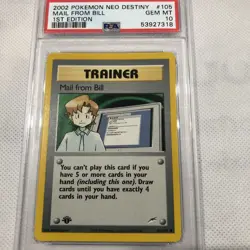 2002 POKEMON NEO DESTINY #105
MAIL FROM BILL GEM MT
1ST EDITION 10
PSA 53927318
TRAINER
Mail from Bill
You can't play this card if you
have 5 or more cards in your
hand (including this one). Draw
cards until you have exactly
4 cards in your hand.